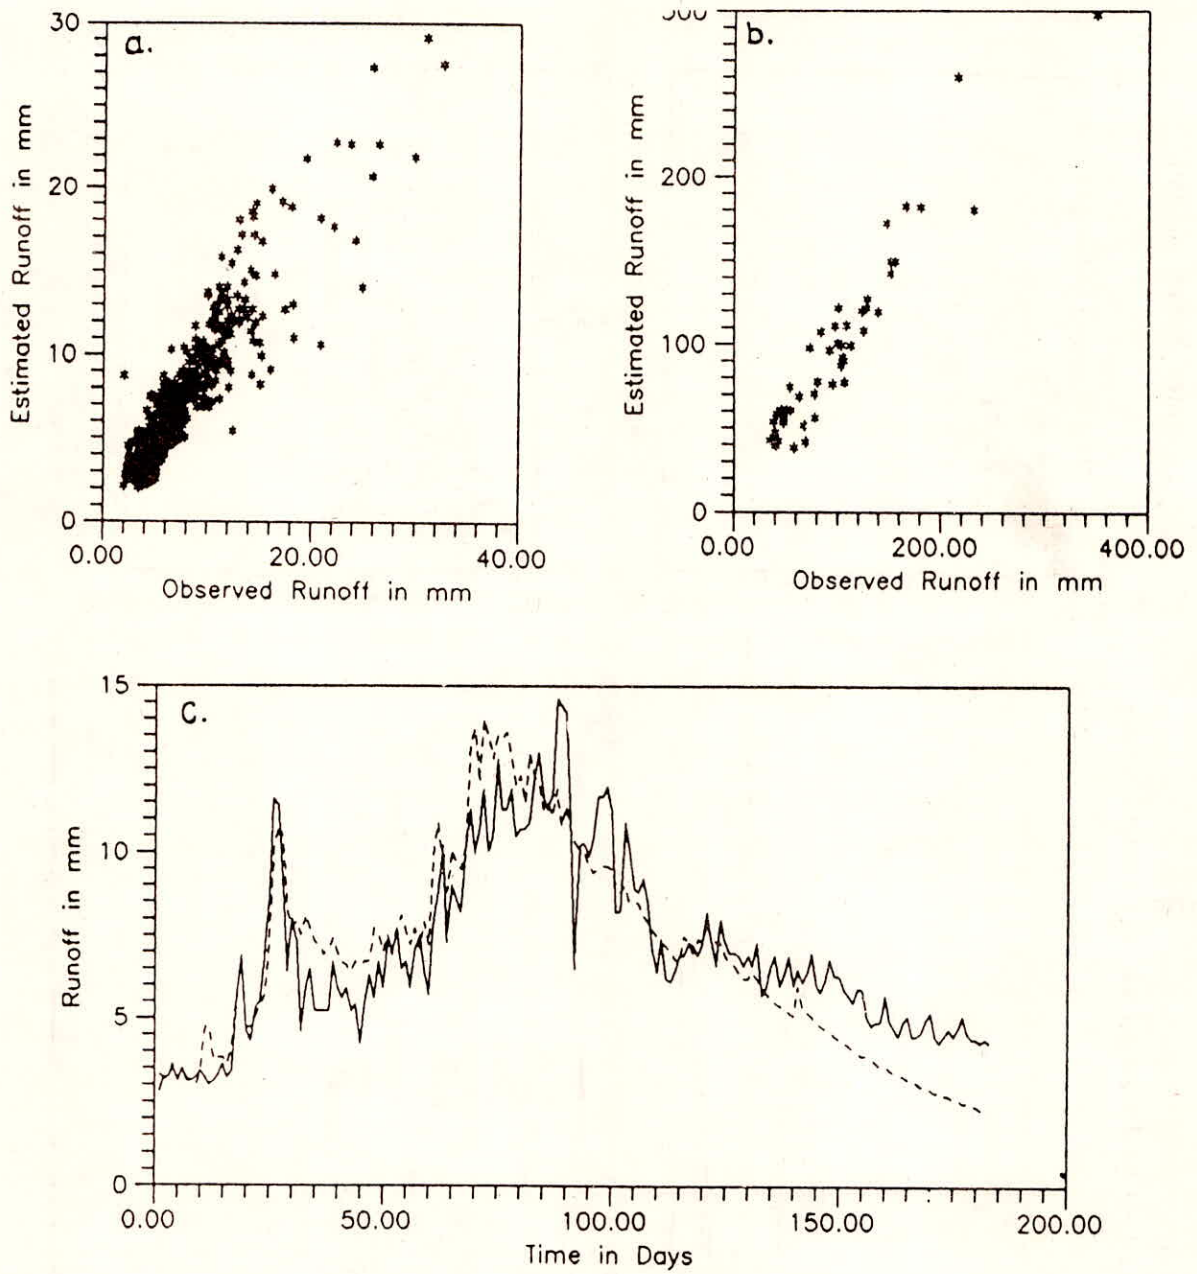 a.
30
20
10
0
Estimated Runoff in mm
0.00 20.00 40.00
Observed Runoff in mm
b.
300
200
100
0
Estimated Runoff in mm
0.00 200.00 400.00
Observed Runoff in mm
C.
15
10
5
0
Runoff in mm
0.00 50.00 100.00 150.00 200.00
Time in Days